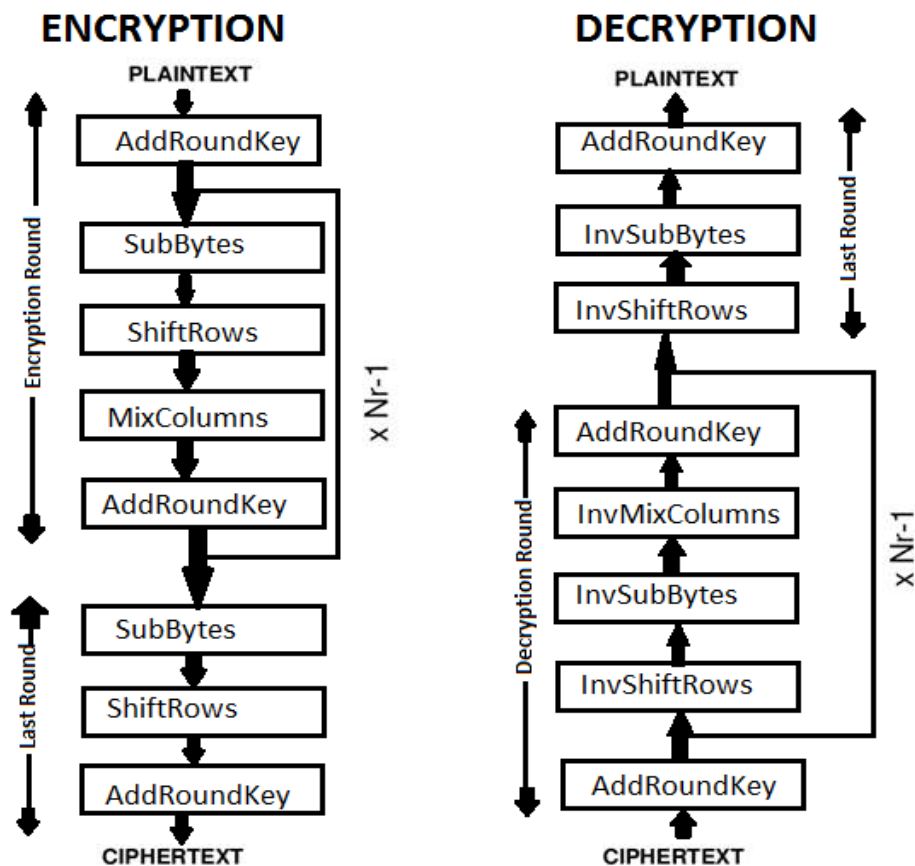 ENCRYPTION
PLAINTEXT
AddRoundKey
SubBytes
ShiftRows
MixColumns
AddRoundKey
Encryption Round
x Nr-1
SubBytes
ShiftRows
AddRoundKey
Last Round
CIPHERTEXT
DECRYPTION
PLAINTEXT
AddRoundKey
InvSubBytes
InvShiftRows
Last Round
AddRoundKey
InvMixColumns
InvSubBytes
InvShiftRows
AddRoundKey
Decryption Round
x Nr-1
CIPHERTEXT